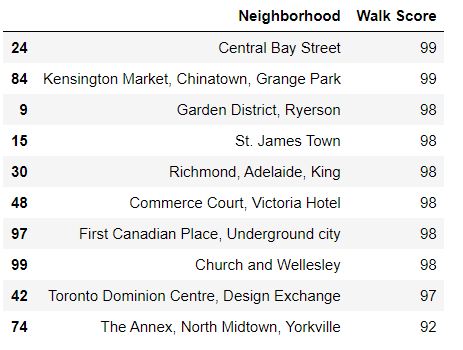 Neighborhood Walk Score
24 Central Bay Street 99
84 Kensington Market, Chinatown, Grange Park 99
9 Garden District, Ryerson 98
15 St. James Town 98
30 Richmond, Adelaide, King 98
48 Commerce Court, Victoria Hotel 98
97 First Canadian Place, Underground city 98
99 Church and Wellesley 98
42 Toronto Dominion Centre, Design Exchange 97
74 The Annex, North Midtown, Yorkville 92